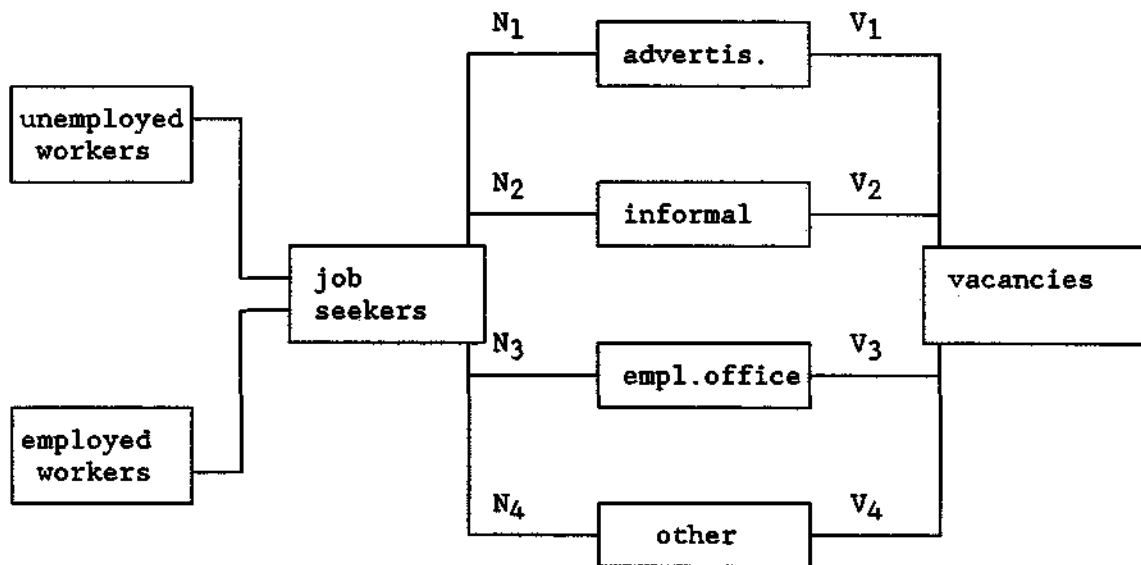 N1
V1
advertis.
unemployed
workers
N2
V2
informal
job
seekers
vacancies
N3
V3
empl.office
employed
workers
N4
V4
other